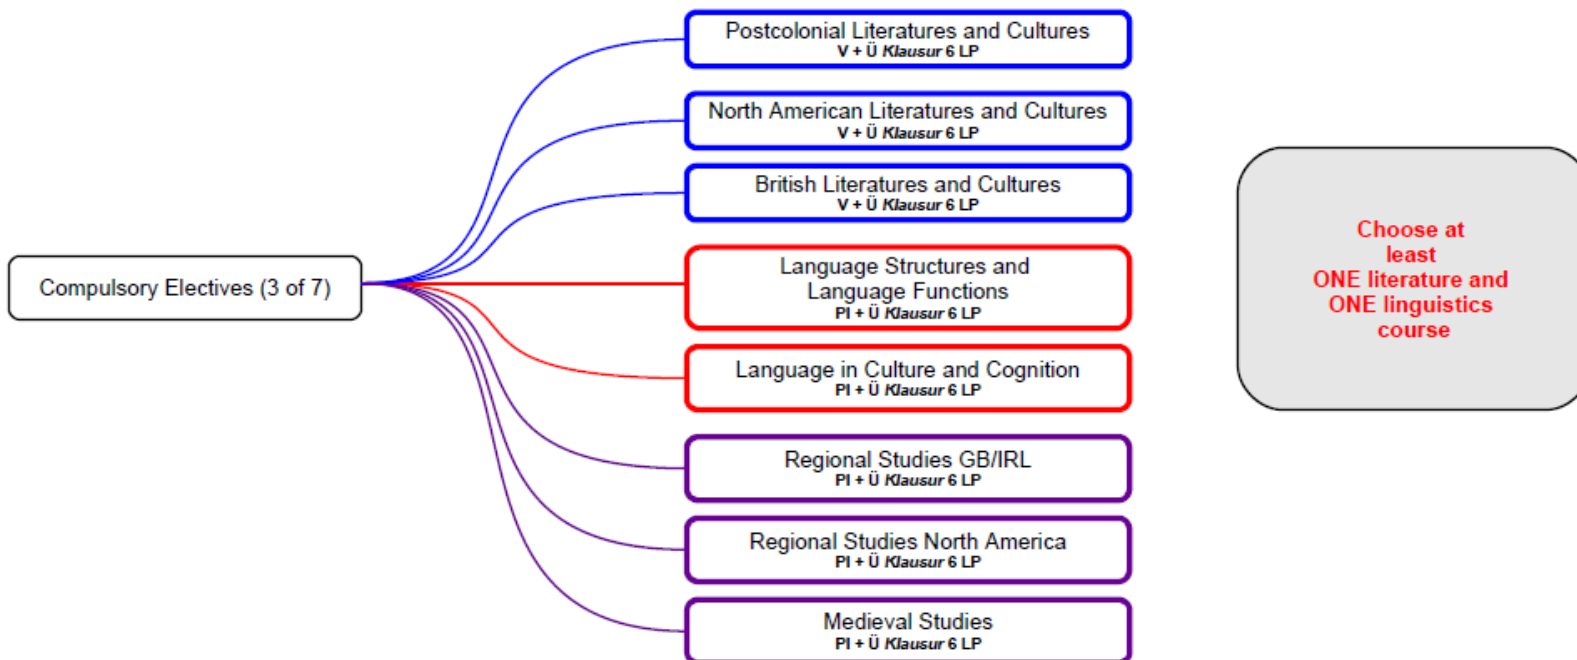 Postcolonial Literatures and Cultures
V + Ü Klausur 6 LP
North American Literatures and Cultures
V + Ü Klausur 6 LP
British Literatures and Cultures
V + Ü Klausur 6 LP
Compulsory Electives (3 of 7)
Language Structures and
Language Functions
PI + Ü Klausur 6 LP
Language in Culture and Cognition
PI + Ü Klausur 6 LP
Regional Studies GB/IRL
PI + Ü Klausur 6 LP
Regional Studies North America
PI + Ü Klausur 6 LP
Medieval Studies
PI + Ü Klausur 6 LP
Choose at
least
ONE literature and
ONE linguistics
course